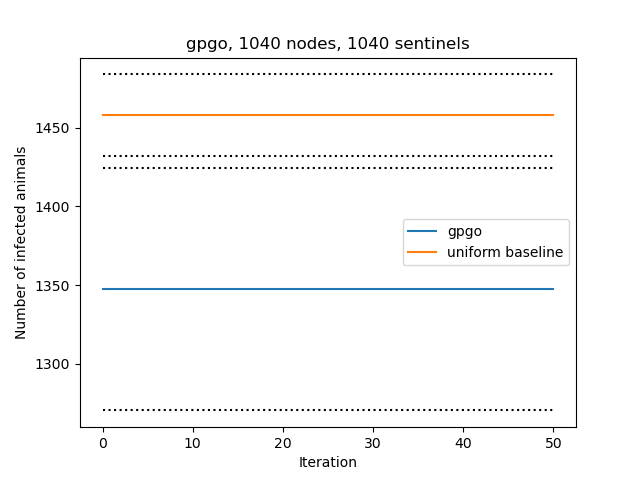 gpgo, 1040 nodes, 1040 sentinels
1450
1400
1350
1300
Number of infected animals
gpgo
uniform baseline
0 10 20 30 40 50
Iteration